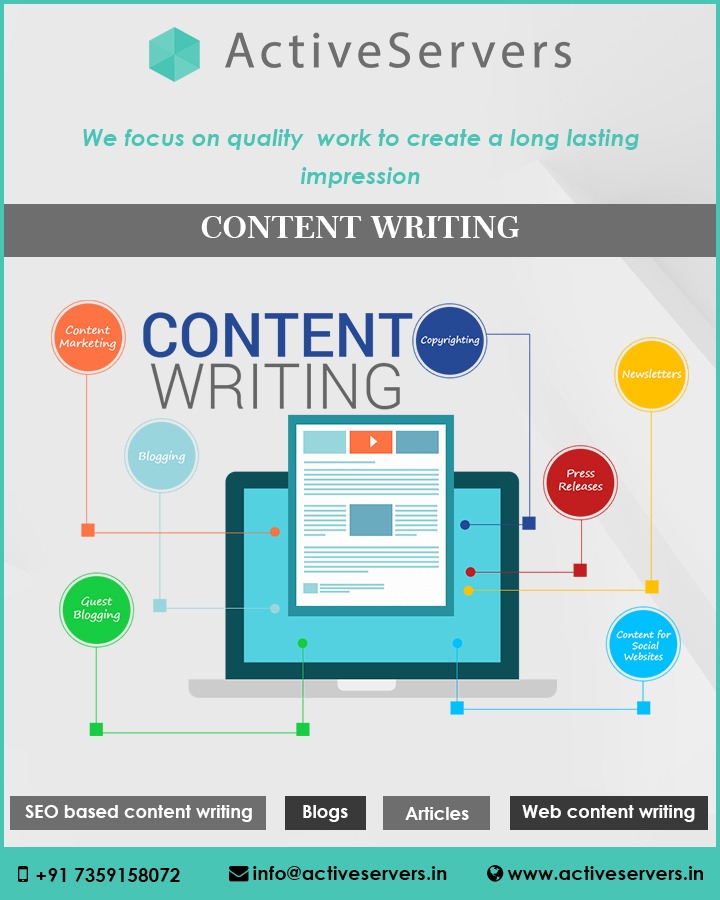 ActiveServers
We focus on quality work to create a long lasting
impression
CONTENT WRITING
CONTENT
WRITING
Content
Marketing
Copyrighting
Newsletters
Blogging
Press
Releases
Guest
Blogging
Content for
Social
Websites
SEO based content writing
Blogs
Articles
Web content writing
+91 7359158072
info@activeservers.in
www.activeservers.in